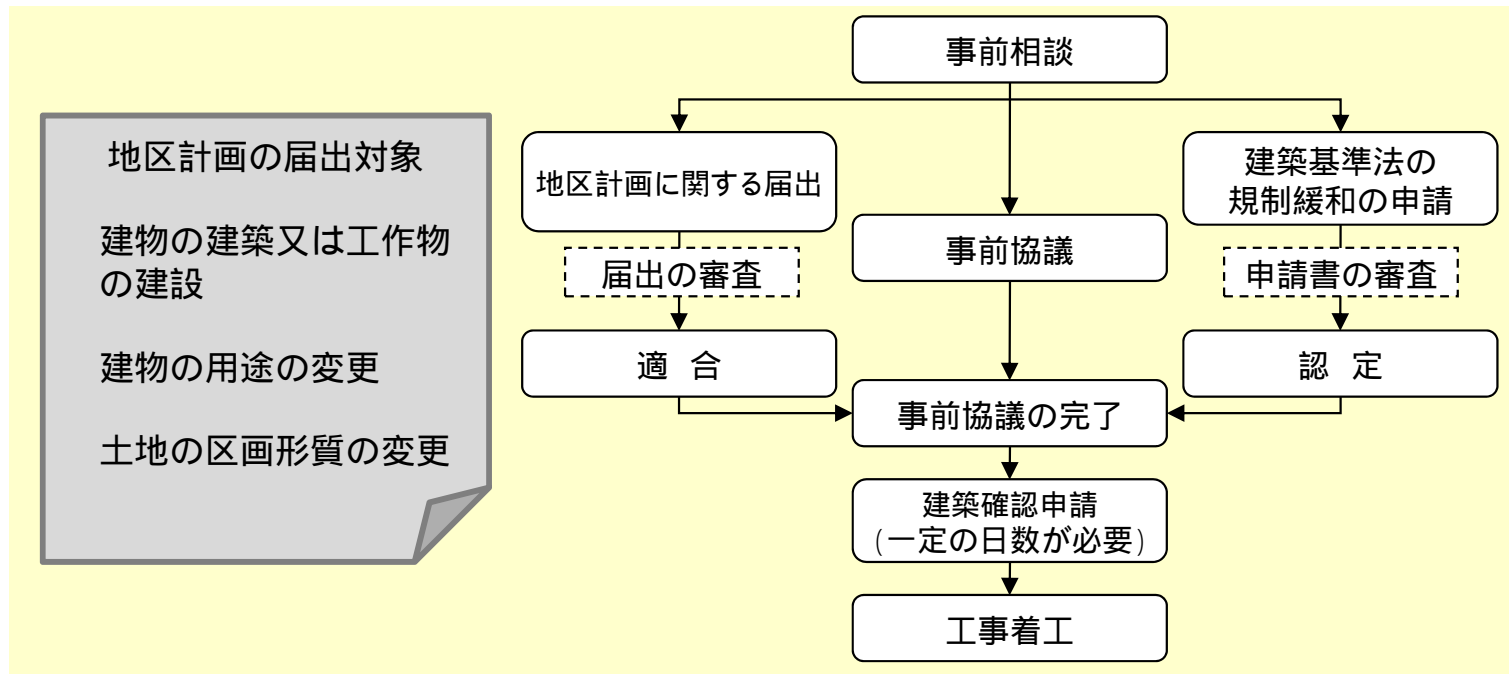 地区計画の届出対象
建物の建築又は工作物
の建設
建物の用途の変更
土地の区画形質の変更
事前相談
地区計画に関する届出
届出の審査
適 合
事前協議
建築基準法の
規制緩和の申請
申請書の審査
認 定
事前協議の完了
建築確認申請
(一定の日数が必要)
工事着工